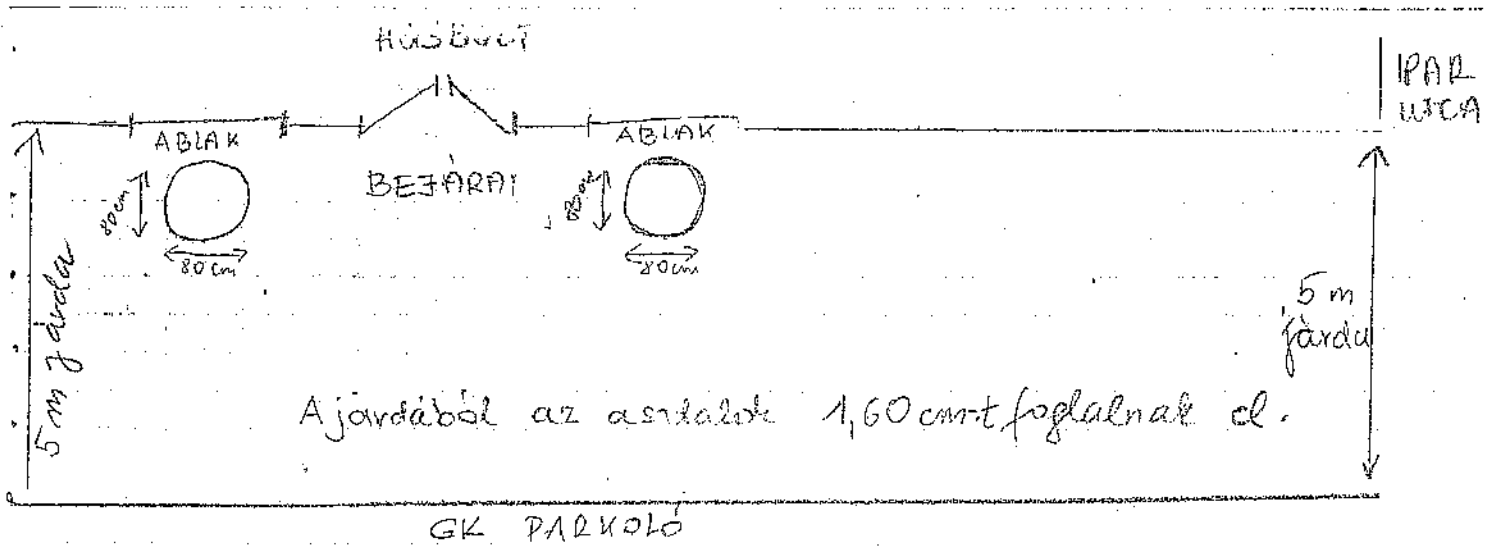 HÚSBOLT
IPAR
UTCA
ABLAK
ABLAK
BEJÁRAT
80 cm
80 cm
80 cm
80 cm
5 m járda
5 m
járda
A járdából az asztalok 1,60 cm-t foglalnak el.
GK PARKOLÓ